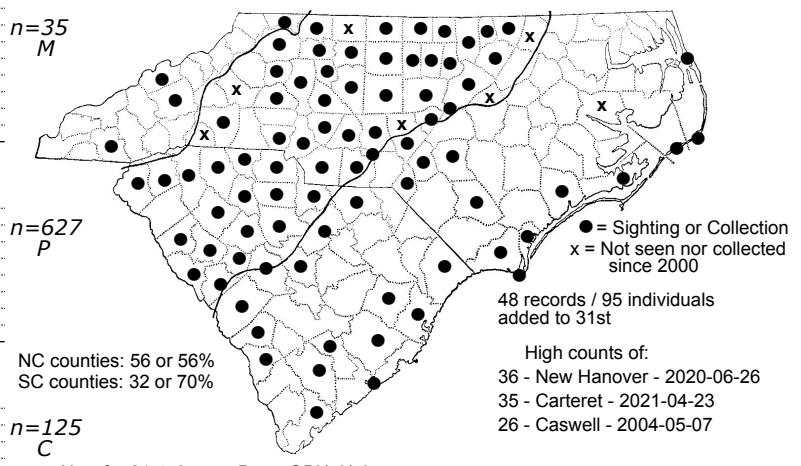 n=35
M
n=627
P
n=125
C
● = Sighting or Collection
x = Not seen nor collected
since 2000
48 records / 95 individuals
added to 31st
High counts of:
36 - New Hanover - 2020-06-26
35 - Carteret - 2021-04-23
26 - Caswell - 2004-05-07
NC counties: 56 or 56%
SC counties: 32 or 70%